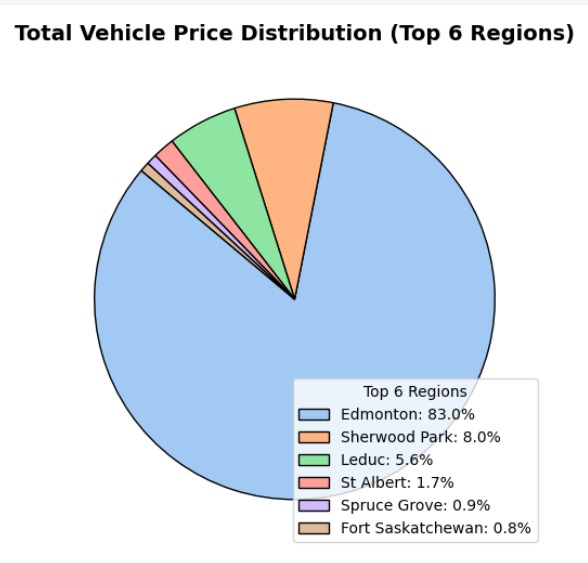 Total Vehicle Price Distribution (Top 6 Regions)
Top 6 Regions
Edmonton: 83.0%
Sherwood Park: 8.0%
Leduc: 5.6%
St Albert: 1.7%
Spruce Grove: 0.9%
Fort Saskatchewan: 0.8%